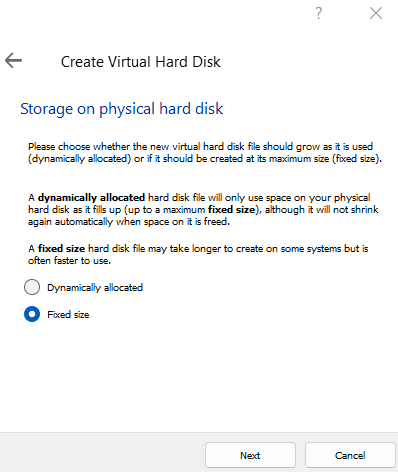 ?
Create Virtual Hard Disk
Storage on physical hard disk
Please choose whether the new virtual hard disk file should grow as it is used
(dynamically allocated) or if it should be created at its maximum size (fixed size).
A dynamically allocated hard disk file will only use space on your physical
hard disk as it fills up (up to a maximum fixed size), although it will not shrink
again automatically when space on it is freed.
A fixed size hard disk file may take longer to create on some systems but is
often faster to use.
Dynamically allocated
Fixed size
Next Cancel